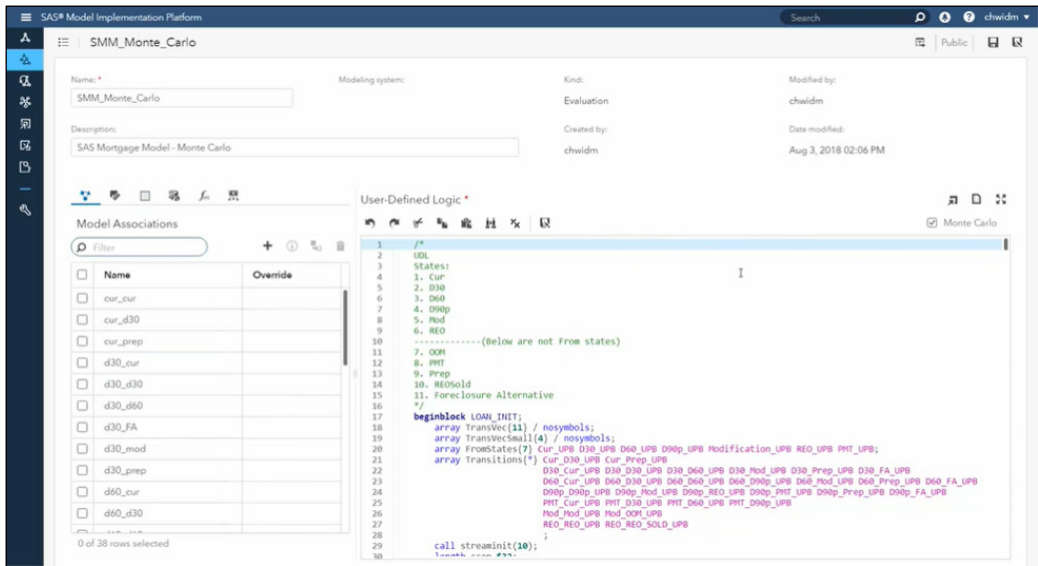 SAS® Model Implementation Platform
Search
chwidm
SMM_Monte_Carlo
Public
Name: *
Modeling system:
Kind:
Modified by:
SMM_Monte_Carlo
Evaluation
chwidm
Description:
Created by:
Date modified:
SAS Mortgage Model - Monte Carlo
chwidm
Aug 3, 2018 02:06 PM
User-Defined Logic *
Model Associations
Monte Carlo
Filter
Name Override
cur_cur
cur_d30
cur_prep
d30_cur
d30_d30
d30_d60
d30_FA
d30_mod
d30_prep
d60_cur
d60_d30
0 of 38 rows selected
1 /*
2 UDL
3 States:
4 1. Cur
5 2. D30
6 3. D60
7 4. D90p
8 5. Mod
9 6. REO
10 -------------(Below are not From states)
11 7. OOM
12 8. PMT
13 9. Prep
14 10. REOSold
15 11. Foreclosure Alternative
16 */
17 beginblock LOAN_INIT;
18 array TransVec{11} / nosymbols;
19 array TransVecSmall{4} / nosymbols;
20 array FromStates{7} Cur_UPB D30_UPB D60_UPB D90p_UPB Modification_UPB REO_UPB PMT_UPB;
21 array Transitions{*} Cur_D30_UPB Cur_Prep_UPB
22 D30_Cur_UPB D30_D30_UPB D30_D60_UPB D30_Mod_UPB D30_Prep_UPB D30_FA_UPB
23 D60_Cur_UPB D60_D30_UPB D60_D60_UPB D60_D90p_UPB D60_Mod_UPB D60_Prep_UPB D60_FA_UPB
24 D90p_D90p_UPB D90p_Mod_UPB D90p_REO_UPB D90p_PMT_UPB D90p_Prep_UPB D90p_FA_UPB
25 PMT_Cur_UPB PMT_D30_UPB PMT_D60_UPB PMT_D90p_UPB
26 Mod_Mod_UPB Mod_OOM_UPB
27 REO_REO_UPB REO_REO_SOLD_UPB
28 ;
29 call streaminit(10);
30